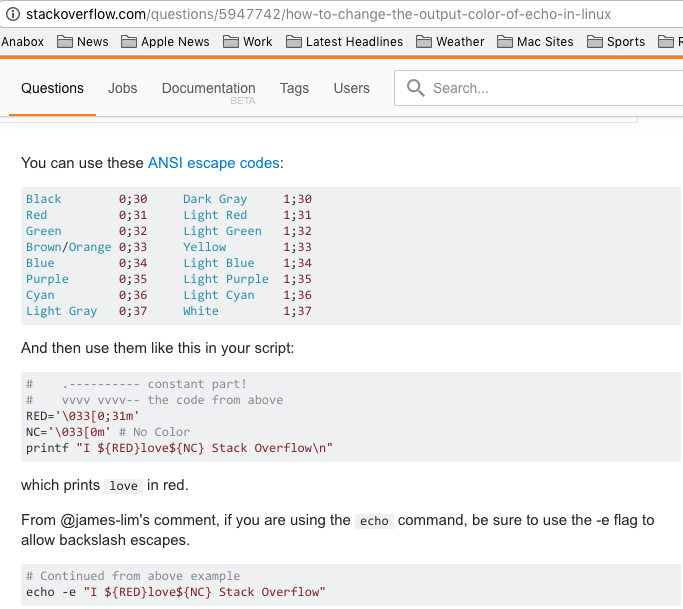 stackoverflow.com/questions/5947742/how-to-change-the-output-color-of-echo-in-linux
Anabox News Apple News Work Latest Headlines Weather Mac Sites Sports
Questions Jobs Documentation Tags Users Search...
BETA
You can use these ANSI escape codes:
Black        0;30     Dark Gray     1;30
Red          0;31     Light Red     1;31
Green        0;32     Light Green   1;32
Brown/Orange 0;33     Yellow        1;33
Blue         0;34     Light Blue    1;34
Purple       0;35     Light Purple  1;35
Cyan         0;36     Light Cyan    1;36
Light Gray   0;37     White         1;37
And then use them like this in your script:
#    .---------- constant part!
#    vvvv vvvv-- the code from above
RED='\033[0;31m'
NC='\033[0m' # No Color
printf "I ${RED}love${NC} Stack Overflow\n"
which prints love in red.
From @james-lim's comment, if you are using the echo command, be sure to use the -e flag to
allow backslash escapes.
# Continued from above example
echo -e "I ${RED}love${NC} Stack Overflow"